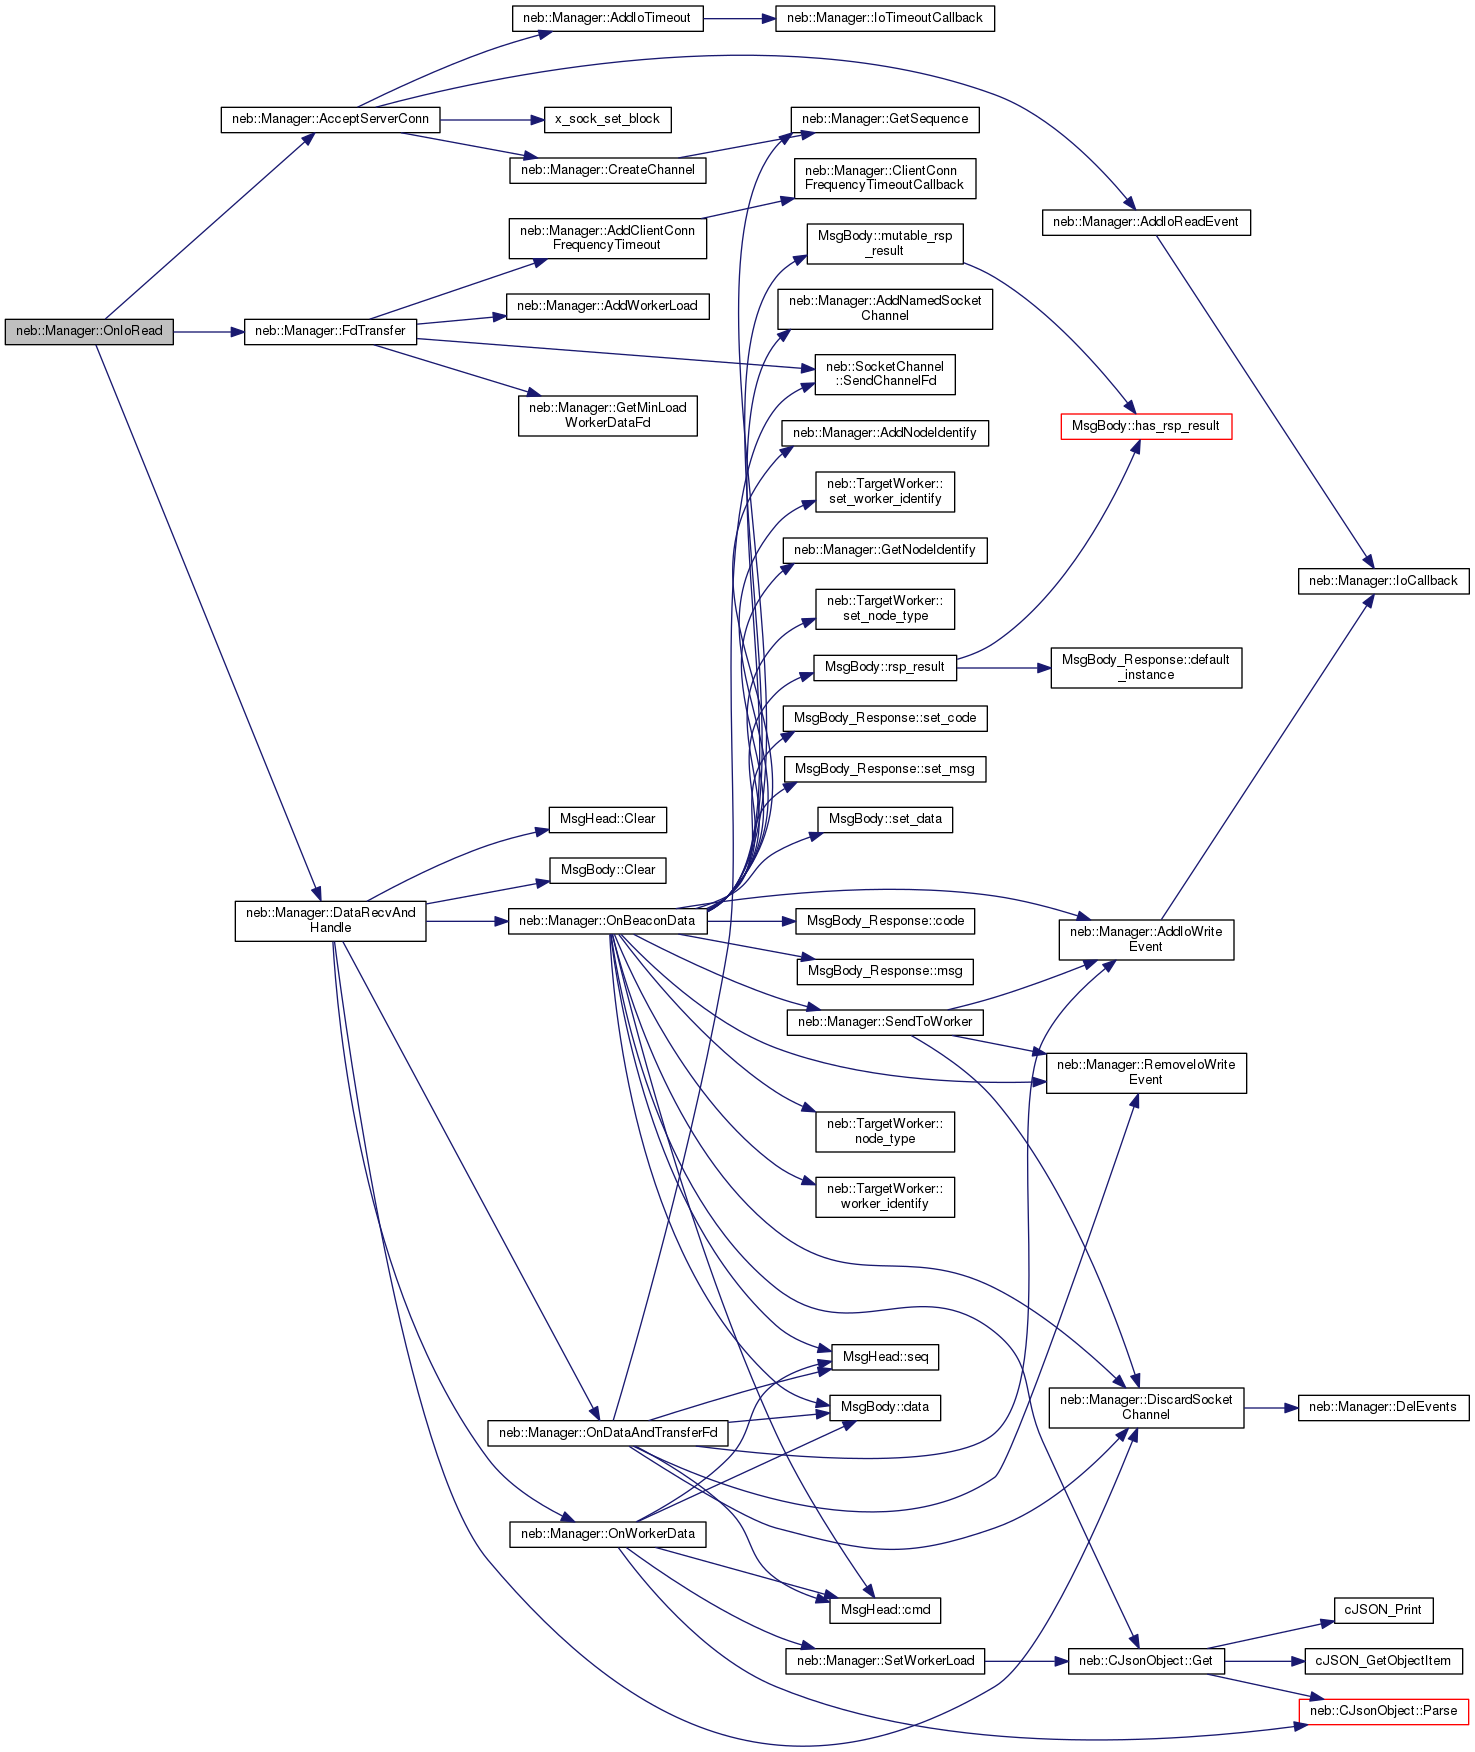 neb::Manager::AddIoTimeout
neb::Manager::IoTimeoutCallback
neb::Manager::AcceptServerConn
x_sock_set_block
neb::Manager::GetSequence
neb::Manager::CreateChannel
neb::Manager::ClientConn
FrequencyTimeoutCallback
neb::Manager::AddIoReadEvent
neb::Manager::AddClientConn
FrequencyTimeout
MsgBody::mutable_rsp
_result
neb::Manager::AddNamedSocket
Channel
neb::Manager::AddWorkerLoad
neb::Manager::OnIoRead
neb::Manager::FdTransfer
neb::SocketChannel
::SendChannelFd
neb::Manager::GetMinLoad
WorkerDataFd
MsgBody::has_rsp_result
neb::Manager::AddNodeIdentify
neb::TargetWorker::
set_worker_identify
neb::Manager::GetNodeIdentify
neb::Manager::IoCallback
neb::TargetWorker::
set_node_type
MsgBody::rsp_result
MsgBody_Response::default
_instance
MsgBody_Response::set_code
MsgBody_Response::set_msg
MsgHead::Clear
MsgBody::set_data
MsgBody::Clear
neb::Manager::DataRecvAnd
Handle
neb::Manager::OnBeaconData
MsgBody_Response::code
neb::Manager::AddIoWrite
Event
MsgBody_Response::msg
neb::Manager::SendToWorker
neb::Manager::RemoveIoWrite
Event
neb::TargetWorker::
node_type
neb::TargetWorker::
worker_identify
MsgHead::seq
MsgBody::data
neb::Manager::DiscardSocket
Channel
neb::Manager::DelEvents
neb::Manager::OnDataAndTransferFd
neb::Manager::OnWorkerData
MsgHead::cmd
cJSON_Print
neb::Manager::SetWorkerLoad
neb::CJsonObject::Get
cJSON_GetObjectItem
neb::CJsonObject::Parse